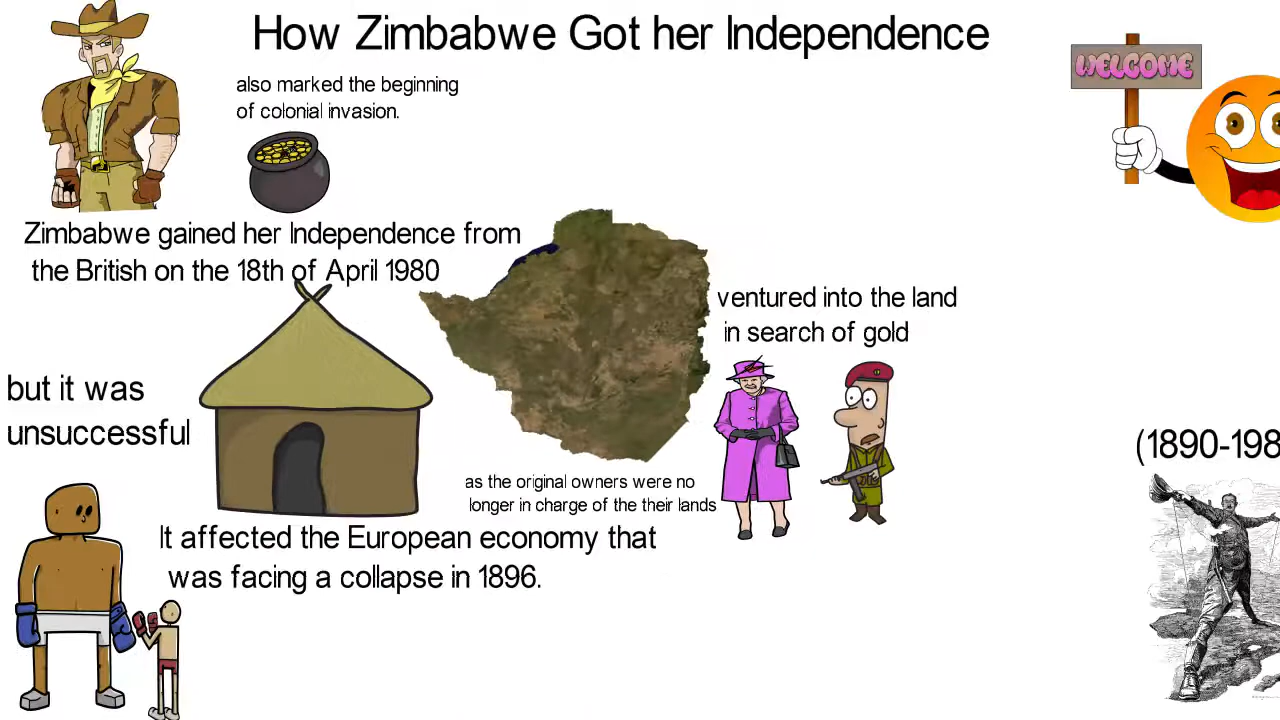 How Zimbabwe Got her Independence
WELCOME
also marked the beginning
of colonial invasion.
Zimbabwe gained her Independence from
the British on the 18th of April 1980
ventured into the land
in search of gold
but it was
unsuccessful
(1890-198
as the original owners were no
longer in charge of the their lands
It affected the European economy that
was facing a collapse in 1896.